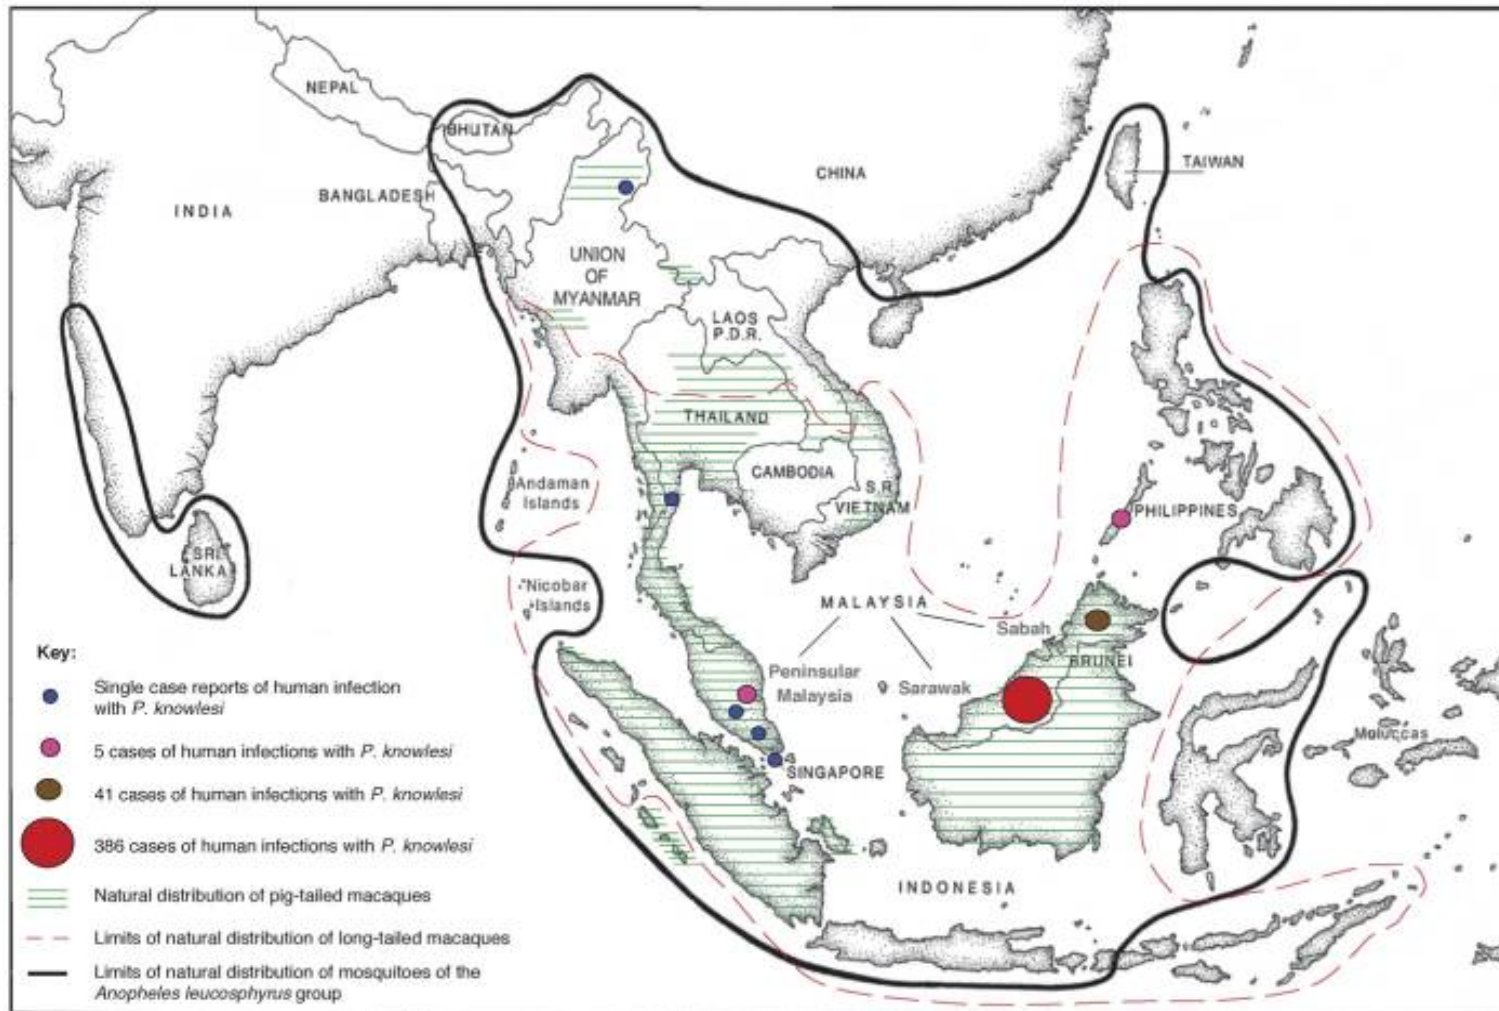 NEPAL
BHUTAN
CHINA
TAIWAN
BANGLADESH
INDIA
UNION
OF
MYANMAR
LAOS
P.D.R.
THAILAND
CAMBODIA
S.R.
VIETNAM
Andaman
Islands
PHILIPPINES
SRI
LANKA
Nicobar
Islands
MALAYSIA
Sabah
BRUNEI
Peninsular
Malaysia
Sarawak
Moluccas
SINGAPORE
INDONESIA
Key:
Single case reports of human infection
with P. knowlesi
5 cases of human infections with P. knowlesi
41 cases of human infections with P. knowlesi
386 cases of human infections with P. knowlesi
Natural distribution of pig-tailed macaques
Limits of natural distribution of long-tailed macaques
Limits of natural distribution of mosquitoes of the
Anopheles leucosphyrus group